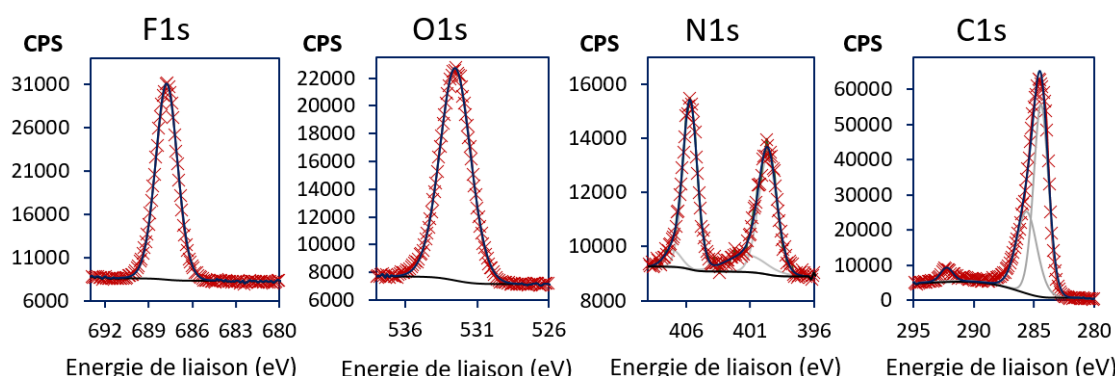 F1s
CPS
31000
26000
21000
16000
11000
6000
692 689 686 683 680
Energie de liaison (eV)
O1s
CPS
22000
20000
18000
16000
14000
12000
10000
8000
6000
536 531 526
Energie de liaison (eV)
N1s
CPS
16000
14000
12000
10000
8000
406 401 396
Energie de liaison (eV)
C1s
CPS
60000
50000
40000
30000
20000
10000
0
295 290 285 280
Energie de liaison (eV)